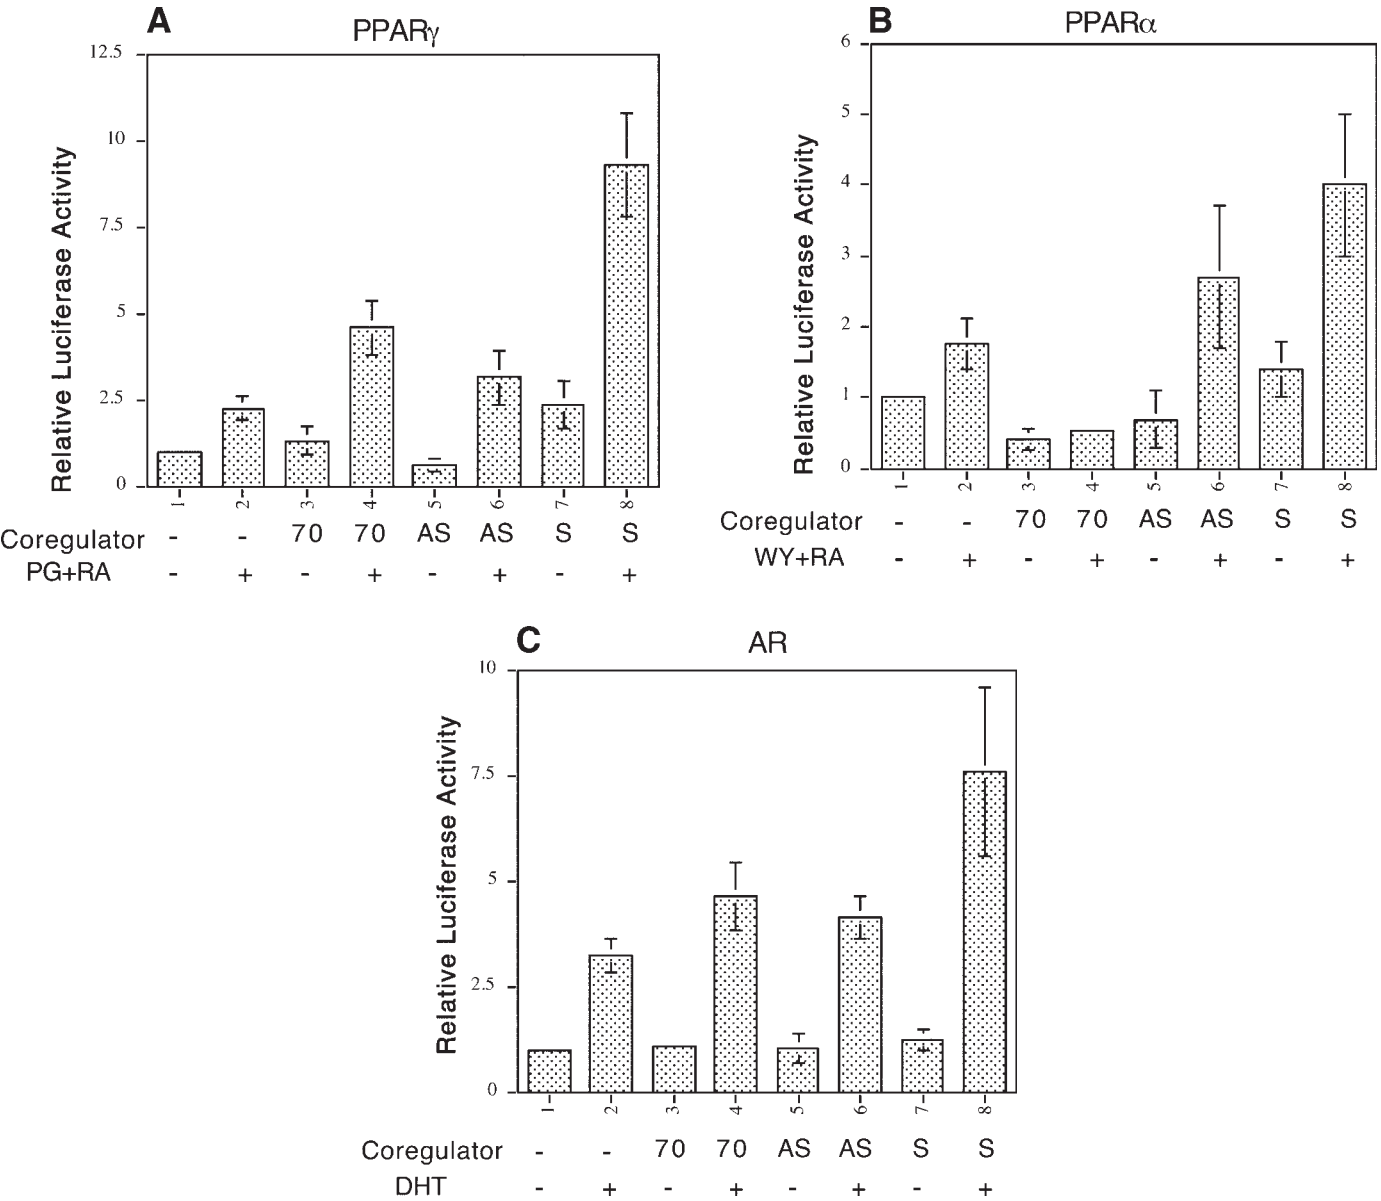 A
PPARγ
Relative Luciferase Activity
12.5
10
7.5
5
2.5
0
1 2 3 4 5 6 7 8
Coregulator - - 70 70 AS AS S S
PG+RA - + - + - + - +
B
PPARα
Relative Luciferase Activity
6
5
4
3
2
1
0
1 2 3 4 5 6 7 8
Coregulator - - 70 70 AS AS S S
WY+RA - + - + - + - +
C
AR
Relative Luciferase Activity
10
7.5
5
2.5
0
1 2 3 4 5 6 7 8
Coregulator - - 70 70 AS AS S S
DHT - + - + - + - +